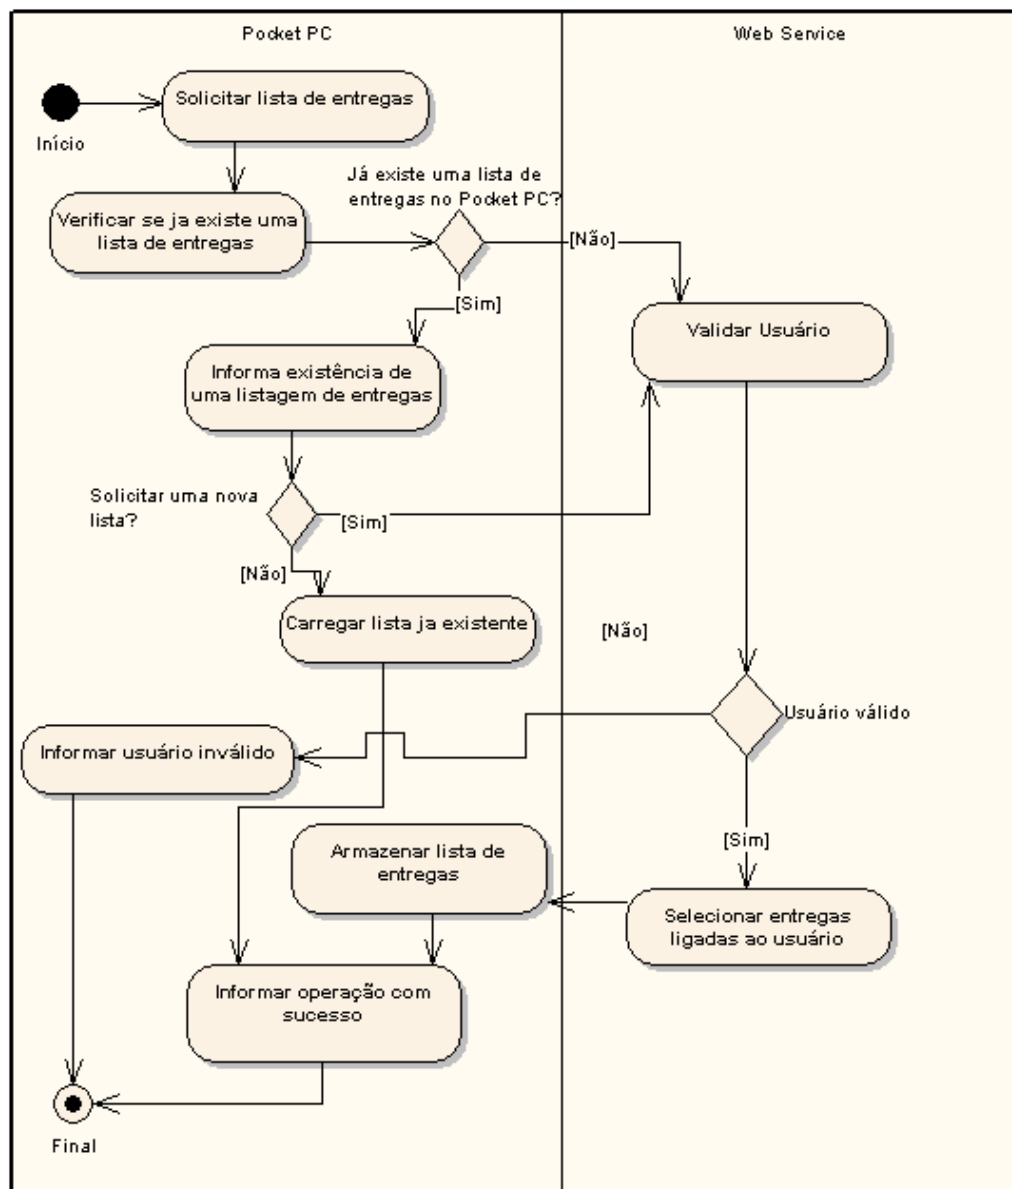 Pocket PC
Web Service
Solicitar lista de entregas
Início
Já existe uma lista de
entregas no Pocket PC?
Verificar se ja existe uma
lista de entregas
[Não]
[Sim]
Validar Usuário
Informa existência de
uma listagem de entregas
Solicitar uma nova
lista?
[Sim]
[Não]
Carregar lista ja existente
[Não]
Usuário válido
Informar usuário inválido
[Sim]
Armazenar lista de
entregas
Selecionar entregas
ligadas ao usuário
Informar operação com
sucesso
Final